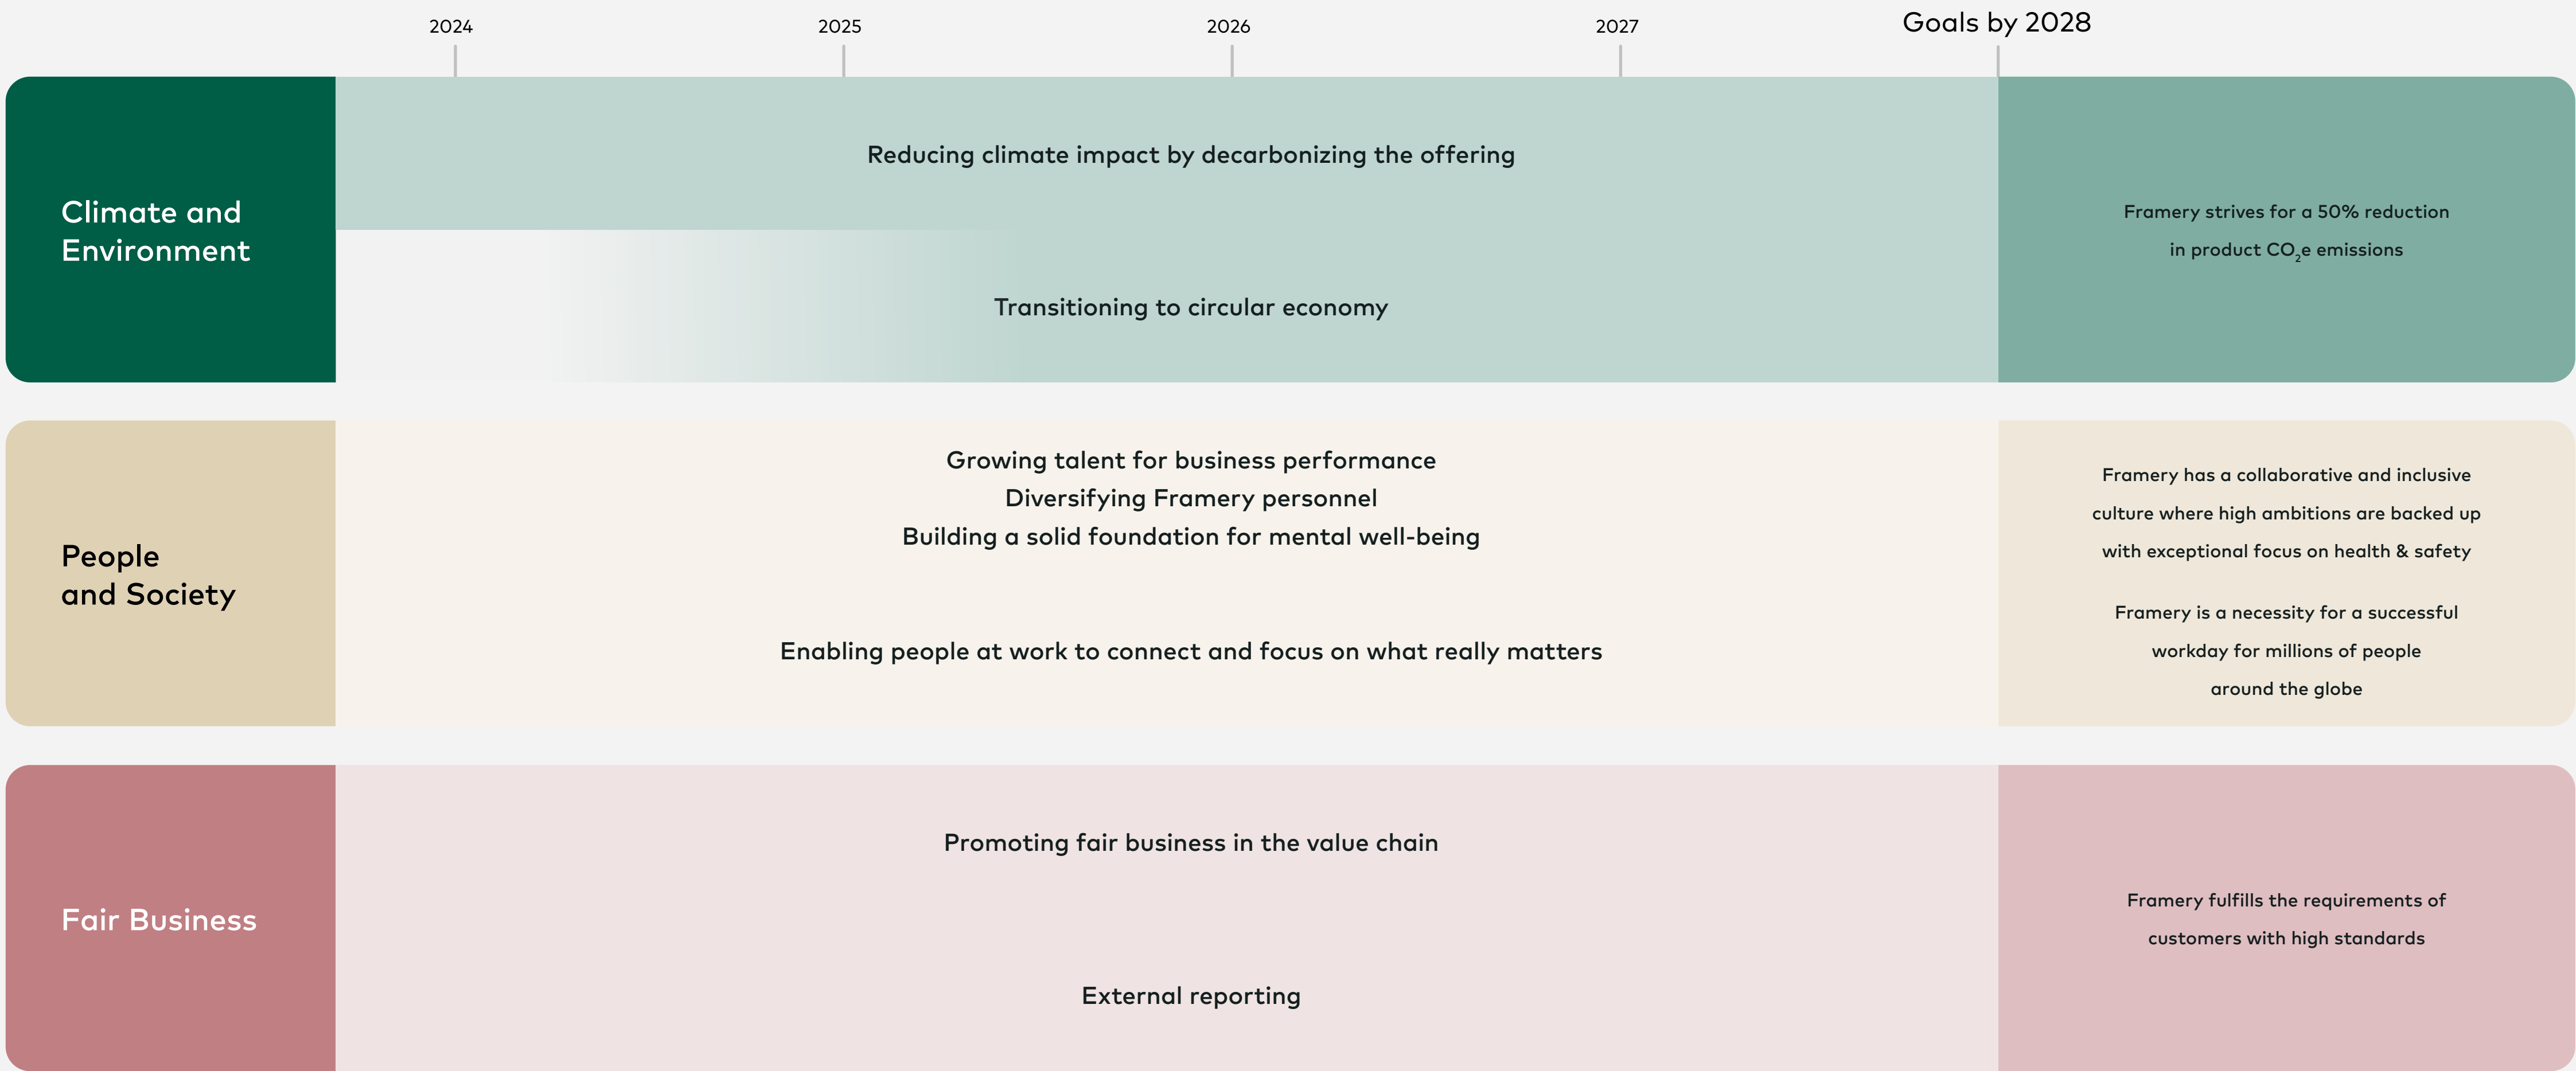 2024
2025
2026
2027
Goals by 2028
Climate and
Environment
Reducing climate impact by decarbonizing the offering
Transitioning to circular economy
Framery strives for a 50% reduction
in product CO₂e emissions
People
and Society
Growing talent for business performance
Diversifying Framery personnel
Building a solid foundation for mental well-being
Enabling people at work to connect and focus on what really matters
Framery has a collaborative and inclusive
culture where high ambitions are backed up
with exceptional focus on health & safety
Framery is a necessity for a successful
workday for millions of people
around the globe
Fair Business
Promoting fair business in the value chain
External reporting
Framery fulfills the requirements of
customers with high standards